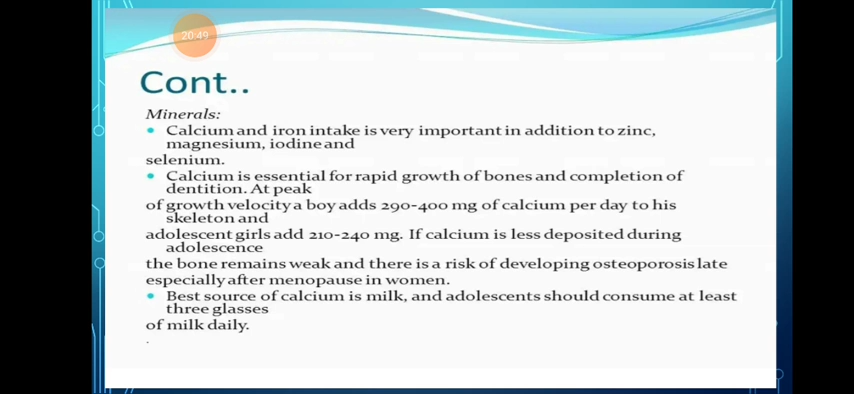 20:49
Cont..
Minerals:
• Calcium and iron intake is very important in addition to zinc,
magnesium, iodine and
selenium.
• Calcium is essential for rapid growth of bones and completion of
dentition. At peak
of growth velocity a boy adds 290-400 mg of calcium per day to his
skeleton and
adolescent girls add 210-240 mg. If calcium is less deposited during
adolescence
the bone remains weak and there is a risk of developing osteoporosis late
especially after menopause in women.
• Best source of calcium is milk, and adolescents should consume at least
three glasses
of milk daily.
.